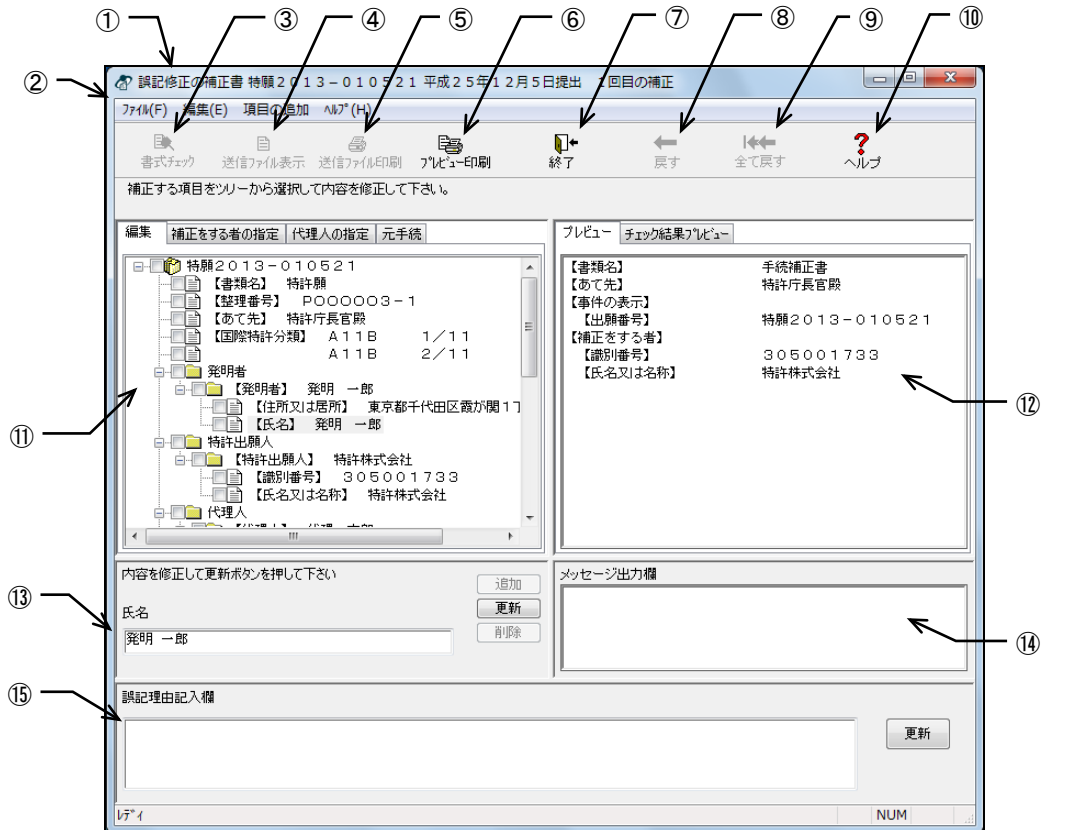 ① ③ ④ ⑤ ⑥ ⑦ ⑧ ⑨ ⑩
②
誤記修正の補正書 特願２０１３－０１０５２１ 平成２５年１２月５日提出　１回目の補正
ﾌｧｲﾙ(F) 編集(E) 項目の追加 ﾍﾙﾌﾟ(H)
書式ﾁｪｯｸ 送信ﾌｧｲﾙ表示 送信ﾌｧｲﾙ印刷 ﾌﾟﾚﾋﾞｭｰ印刷 終了 戻す 全て戻す ヘルプ
補正する項目をツリーから選択して内容を修正して下さい。
編集 補正をする者の指定 代理人の指定 元手続
特願２０１３－０１０５２１
【書類名】　特許願
【整理番号】　Ｐ００００００３－１
【あて先】　特許庁長官殿
【国際特許分類】　Ａ１１Ｂ　１／１１
Ａ１１Ｂ　２／１１
発明者
【発明者】　発明　一郎
【住所又は居所】　東京都千代田区霞が関１丁
【氏名】　発明　一郎
特許出願人
【特許出願人】　特許株式会社
【識別番号】　３０５００１７３３
【氏名又は名称】　特許株式会社
代理人
⑪
プレビュー ﾁｪｯｸ結果ﾌﾟﾚﾋﾞｭｰ
【書類名】　手続補正書
【あて先】　特許庁長官殿
【事件の表示】
【出願番号】　特願２０１３－０１０５２１
【補正をする者】
【識別番号】　３０５００１７３３
【氏名又は名称】　特許株式会社
⑫
内容を修正して更新ボタンを押して下さい
追加
⑬
氏名
更新
発明 一郎
削除
メッセージ出力欄
⑭
⑮
誤記理由記入欄
更新
ﾚﾃﾞｨ
NUM